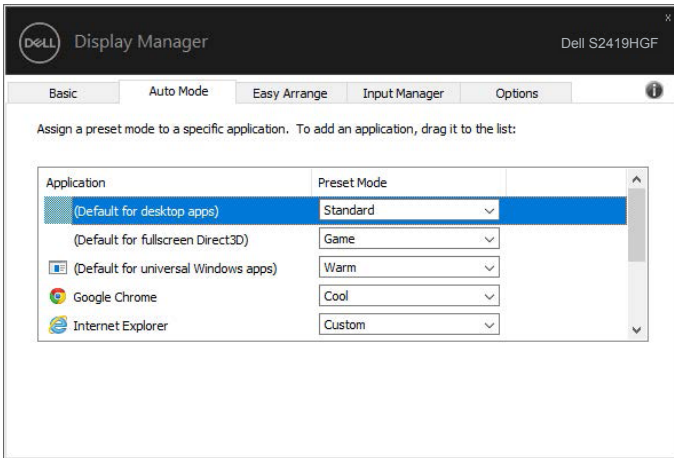 x
DELL Display Manager Dell S2419HGF
Basic Auto Mode Easy Arrange Input Manager Options
Assign a preset mode to a specific application. To add an application, drag it to the list:
Application Preset Mode
(Default for desktop apps) Standard
(Default for fullscreen Direct3D) Game
(Default for universal Windows apps) Warm
Google Chrome Cool
Internet Explorer Custom